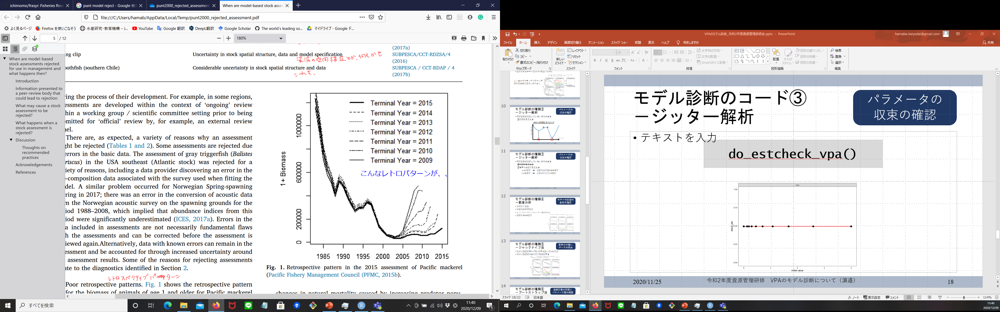 ichimomo/frasyr: Fisheries Rese
punt model reject - Google 検索
punt2000_rejected_assessment
When are model-based stock asses
file:///C:/Users/hamab/AppData/Local/Temp/punt2000_rejected_assessment.pdf
よく見るページ
Firefox を使いこなそう
水産研究・教育機構 – J...
YouTube
Google 翻訳
DeepL翻訳
Google Scholar
The world's leading so...
マイドライブ - Google ド...
5 / 12
180%
When are model-based
stock assessments rejected
for use in management and
what happens then?
Introduction
Information presented to
a peer-review body that
could lead to rejection
What may cause a stock
assessment to be
rejected?
What happens when a
stock assessment is
rejected?
Discussion
Thoughts on
recommended
practices
Acknowledgements
References
(2017a)
ng clip
Uncertainty in stock spatial structure, data and model specification
SUBPESCA/CCT-RDZSA/4
(2016)
oothfish (southern Chile)
Considerable uncertainty in stock spatial structure and data
SUBPESCA / CCT-RDAP / 4
(2017b)
これも、
ring the process of their development. For example, in some regions,
essments are developed within the context of ‘ongoing’ review
hin a working group / scientific committee setting prior to being
mitted for ‘official’ review by, for example, an external review
nel.
There are, as expected, a variety of reasons why an assessment
ght be rejected (Tables 1 and 2). Some assessments are rejected due
errors in the basic data. The assessment of gray triggerfish (Balistes
riscus) in the USA southeast (Atlantic stock) was rejected for a
iety of reasons, including a data provider discovering an error in the
e-composition data associated with the survey used when fitting the
del. A similar problem occurred for Norwegian Spring-spawning
ring in 2017; there was an error in the conversion of acoustic data
m the Norwegian acoustic survey on the spawning grounds for the
iod 1988–2008, which implied that abundance indices from this
iod were significantly underestimated (ICES, 2017a). Errors in the
a included in assessments are not necessarily fundamental flaws
h the assessments and can be corrected before the assessment is
iewed again.Alternatively, data with known errors can remain in the
essment and be accounted for through increased uncertainty around
assessment results. Some of the reasons for rejecting assessments
ate to the diagnostics identified in Section 2.
レトロスペクティブパターン
Poor retrospective patterns. Fig. 1 shows the retrospective pattern
for the biomass of animals of age 1 and older for Pacific mackerel
Terminal Year = 2015
Terminal Year = 2014
Terminal Year = 2013
Terminal Year = 2012
Terminal Year = 2011
Terminal Year = 2010
Terminal Year = 2009
こんなレトロパターンが、、
1+ Biomass
1000000
600000
200000
0
1985 1990 1995 2000 2005 2010 2015
Fig. 1. Retrospective pattern in the 2015 assessment of Pacific mackerel
(Pacific Fishery Management Council (PFMC, 2015b).
changes in natural mortality caused by increasing predator popu-
すべてを検索
11:40
2020/12/09
VPAのモデル診断_令和2年度資源管理研修会.pptx - PowerPoint
hamabe.kaiyodai@gmail.com
ファイル
ホーム
挿入
デザイン
画面切り替え
アニメーション
スライド ショー
校閲
表示
ヘルプ
何をしますか
共有
貼り付け
切り取り
コピー
書式のコピー/貼り付け
クリップボード
新しい
スライド
レイアウト
リセット
セクション
スライド
28
フォント
文字列の方向
文字の配置
SmartArt に変換
段落
配置
クイック
スタイル
図形の塗りつぶし
図形の枠線
図形の効果
図形描画
検索
置換
選択
編集
10
モデル診断の種類③
ージッター解析
パラメータの
収束の確認
11
モデル診断の種類③
ージッター解析
パラメータの
収束の確認
12
モデル診断の種類④
ー感度分析
モデルの仮定の
影響を確認
13
モデル診断の種類⑤
ージャックナイフ法
影響力の強い
データの検出
14
モデル診断の種類⑥
ーブートストラップ法
信頼区間の評価と
パラメータ間の相関
モデル診断のコード③
ージッター解析
パラメータの
収束の確認
• テキストを入力
do_estcheck_vpa()
max
1.00
0.75
0.50
0.25
0.00
result_est
0 1 2 3 4
initial value
2020/11/25
令和2年度資源管理研修 VPAのモデル診断について（濵邉）
18
スライド 18/22
日本語
ノート
表示設定
コメント
114%
11:40
2020/12/09